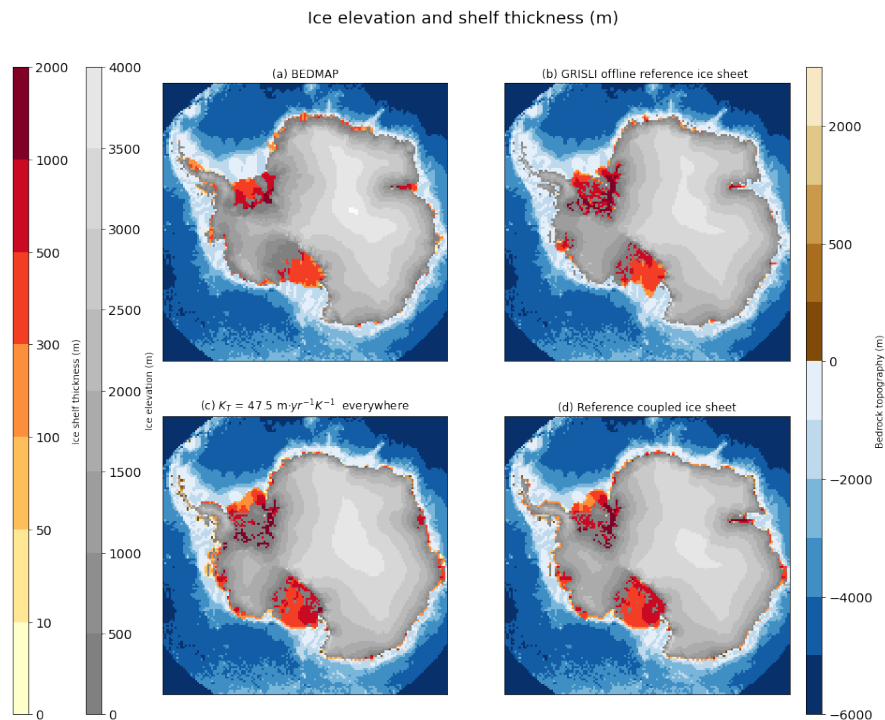 Ice elevation and shelf thickness (m)
2000
1000
500
300
100
50
10
0
Ice shelf thickness (m)
4000
3500
3000
2500
2000
1500
1000
500
0
Ice elevation (m)
(a) BEDMAP
(b) GRISLI offline reference ice sheet
(c) $K_T$ = 47.5 m·$yr^{-1}K^{-1}$ everywhere
(d) Reference coupled ice sheet
2000
500
0
−2000
−4000
−6000
Bedrock topography (m)